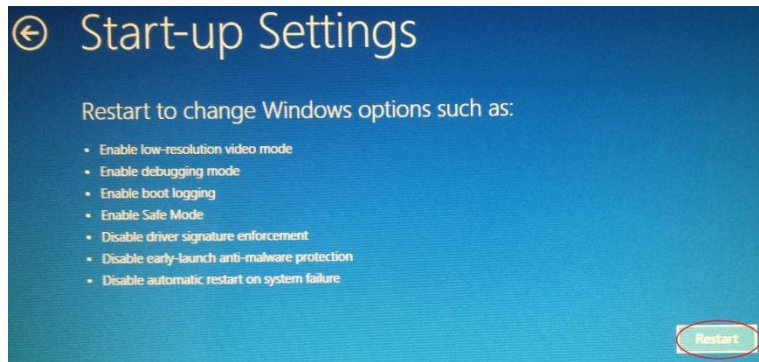 Start-up Settings
Restart to change Windows options such as:
• Enable low-resolution video mode
• Enable debugging mode
• Enable boot logging
• Enable Safe Mode
• Disable driver signature enforcement
• Disable early-launch anti-malware protection
• Disable automatic restart on system failure
Restart